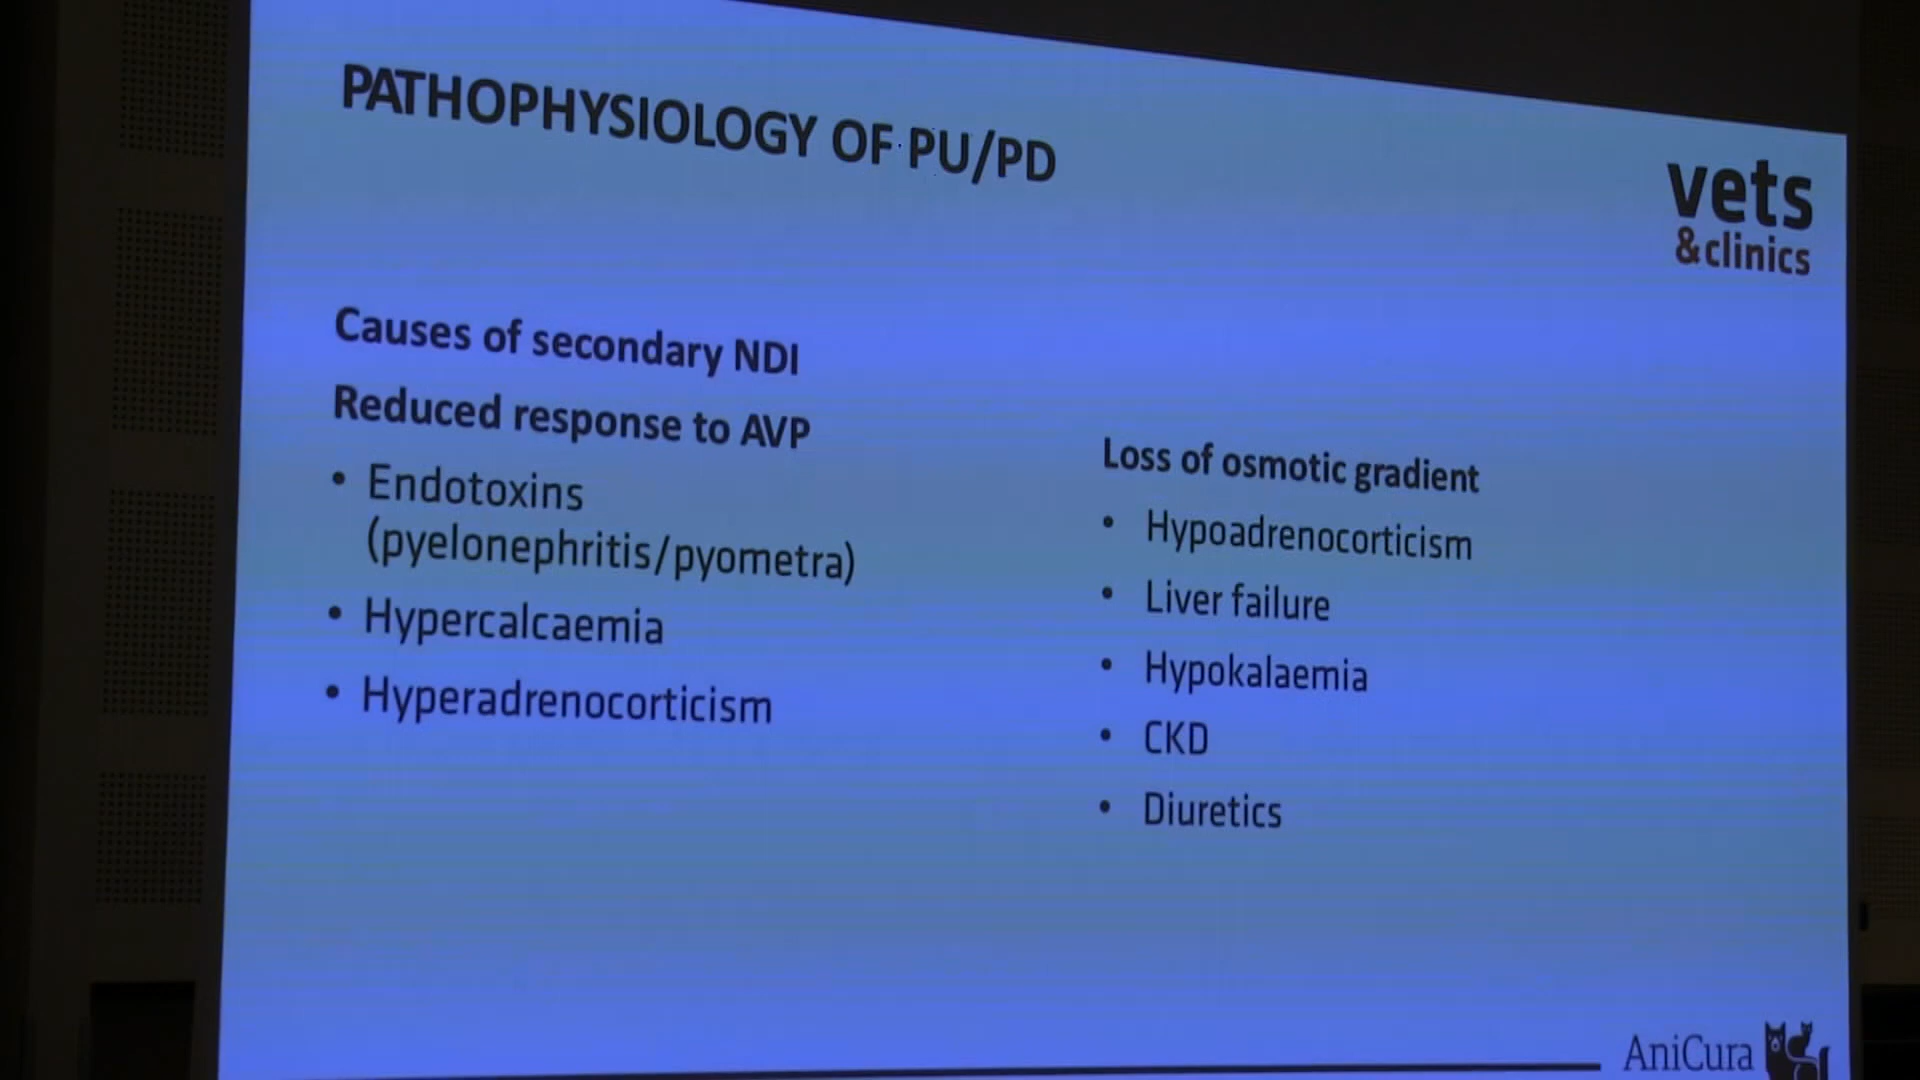 PATHOPHYSIOLOGY OF PU/PD
vets
&clinics
Causes of secondary NDI
Reduced response to AVP
• Endotoxins
(pyelonephritis/pyometra)
• Hypercalcaemia
• Hyperadrenocorticism
Loss of osmotic gradient
• Hypoadrenocorticism
• Liver failure
• Hypokalaemia
• CKD
• Diuretics
AniCura